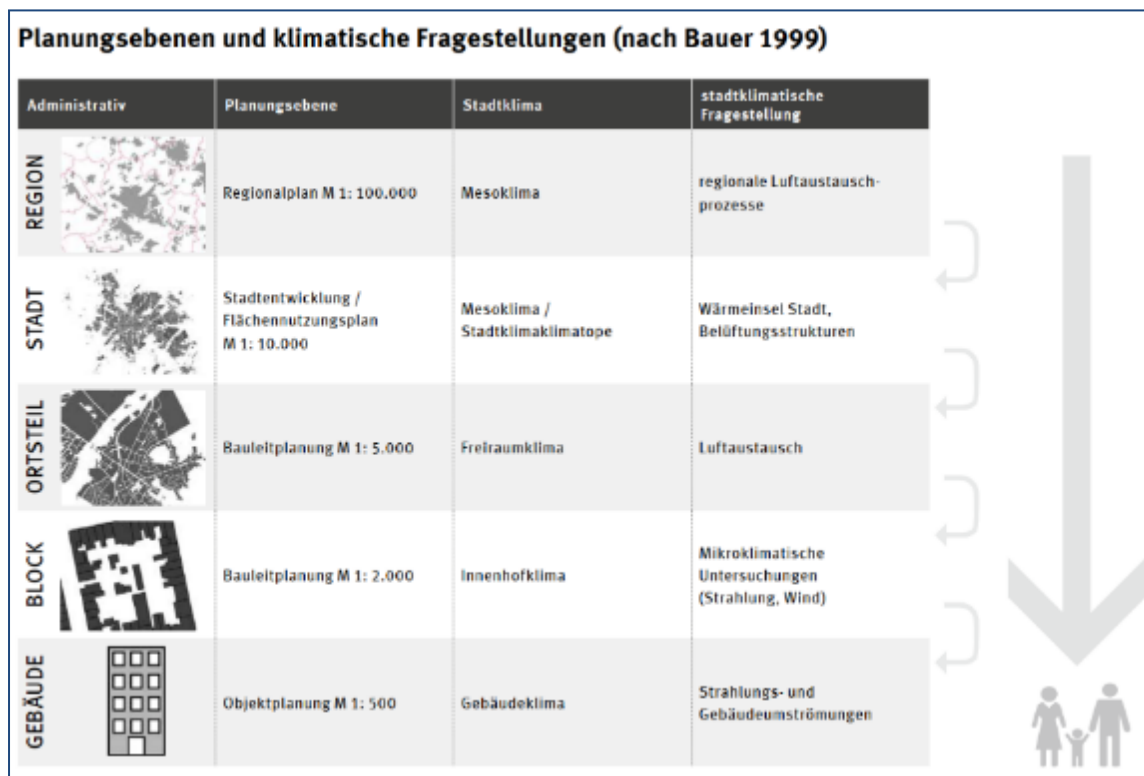 Planungsebenen und klimatische Fragestellungen (nach Bauer 1999)
Administrativ
Planungsebene
Stadtklima
stadtklimatische
Fragestellung
REGION
Regionalplan M 1: 100.000
Mesoklima
regionale Luftaustausch-
prozesse
STADT
Stadtentwicklung /
Flächennutzungsplan
M 1: 10.000
Mesoklima /
Stadtklimaklimatope
Wärmeinsel Stadt,
Belüftungsstrukturen
ORTSTEIL
Bauleitplanung M 1: 5.000
Freiraumklima
Luftaustausch
BLOCK
Bauleitplanung M 1: 2.000
Innenhofklima
Mikroklimatische
Untersuchungen
(Strahlung, Wind)
GEBÄUDE
Objektplanung M 1: 500
Gebäudeklima
Strahlungs- und
Gebäudeumströmungen